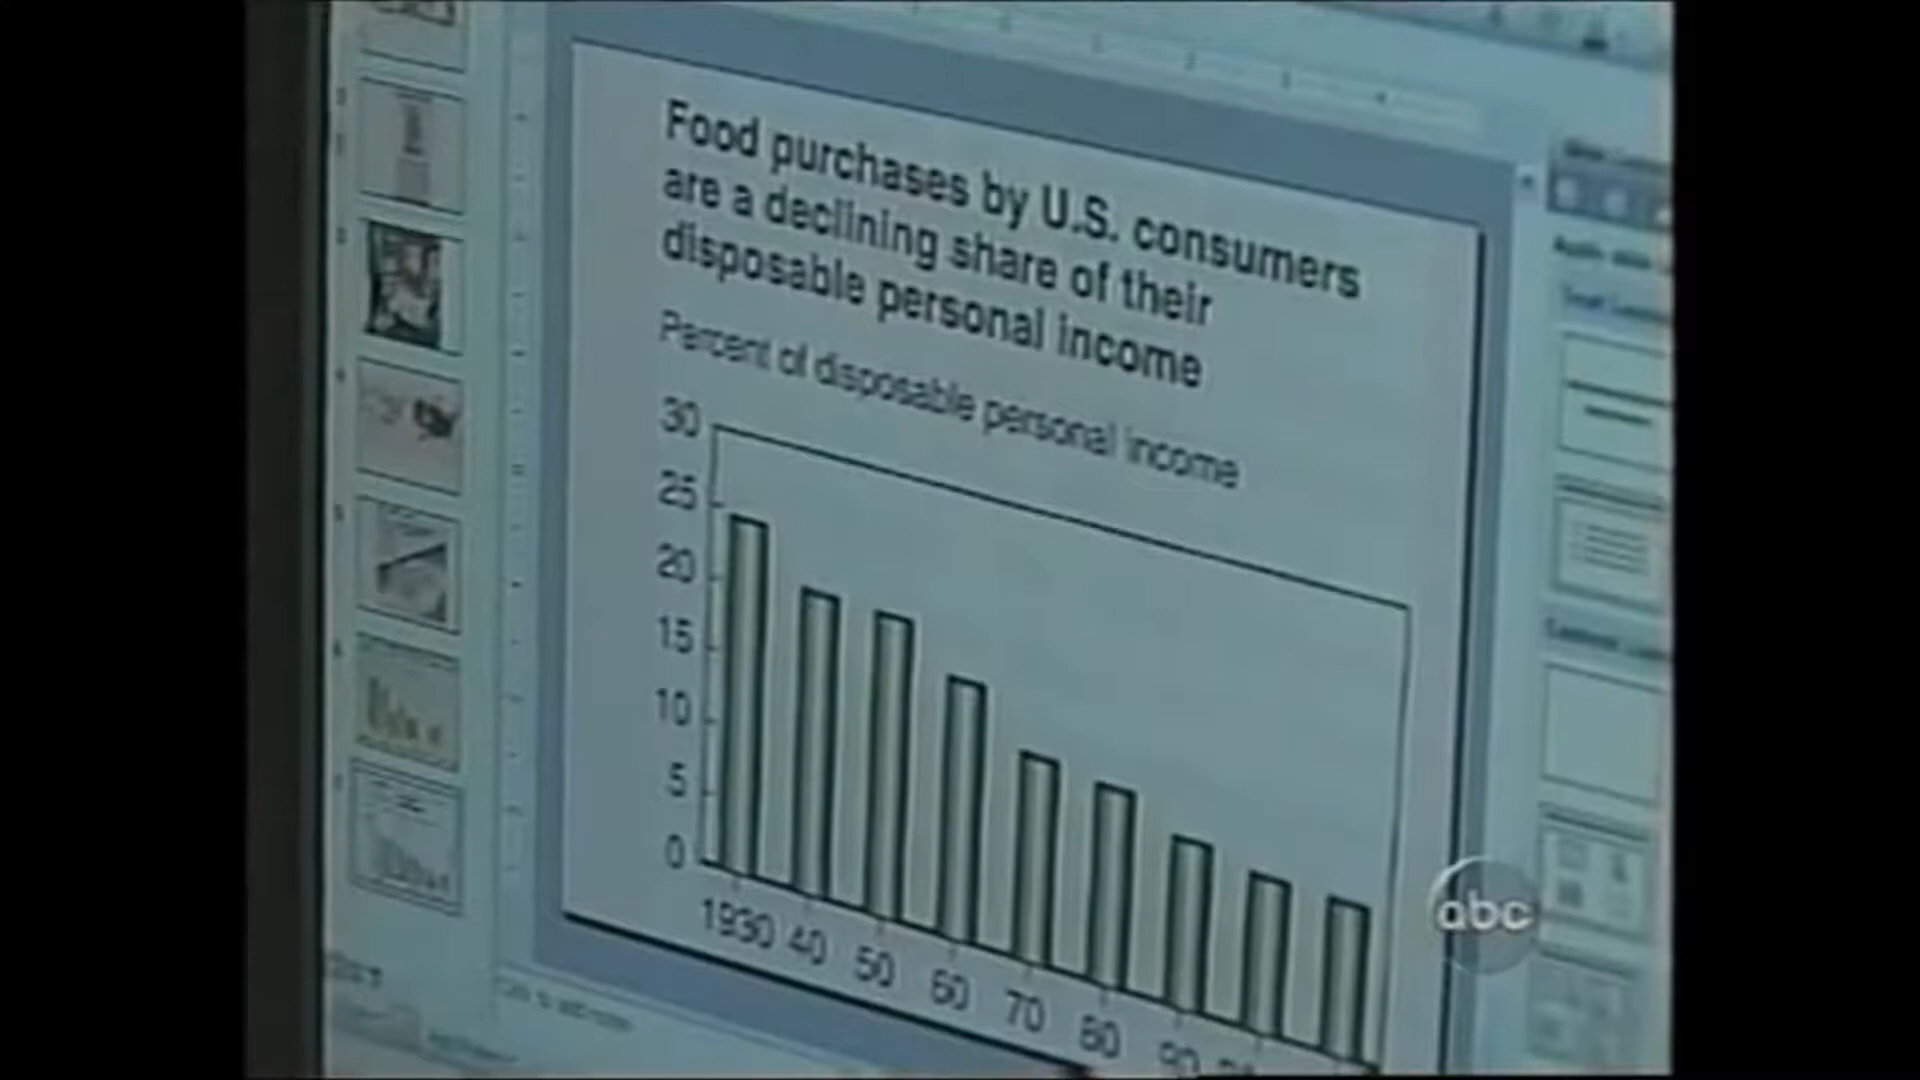 Food purchases by U.S. consumers
are a declining share of their
disposable personal income
Percent of disposable personal income
30
25
20
15
10
5
0
1930 40 50 60 70 80 90
abc